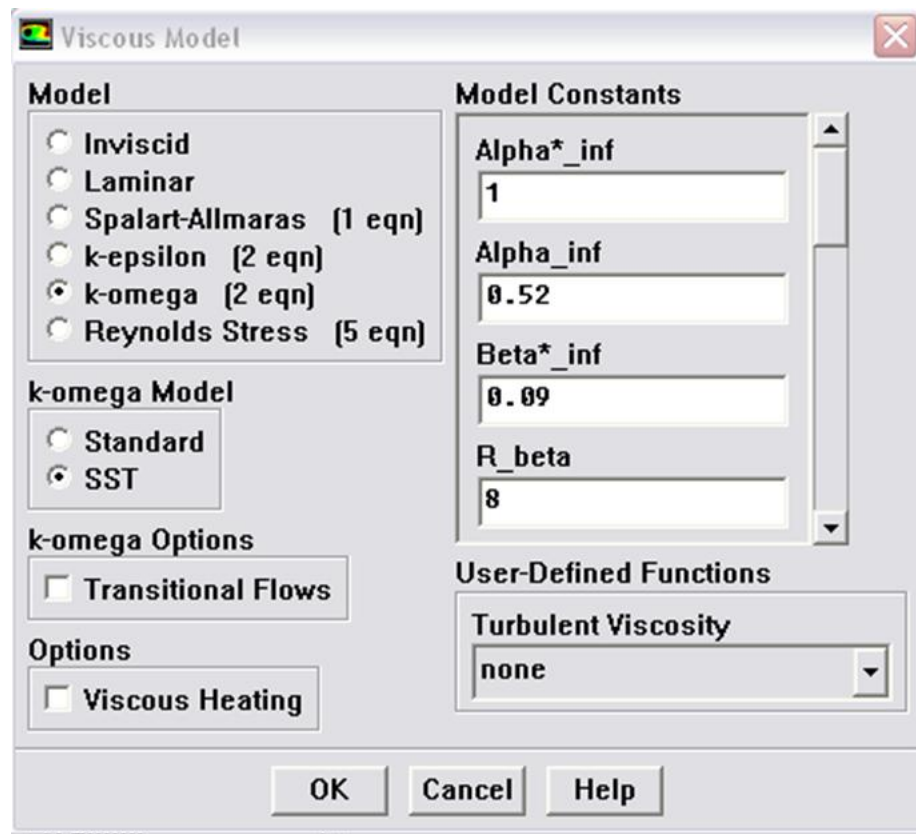 Viscous Model
Model
Inviscid
Laminar
Spalart-Allmaras (1 eqn)
k-epsilon (2 eqn)
k-omega (2 eqn)
Reynolds Stress (5 eqn)
k-omega Model
Standard
SST
k-omega Options
Transitional Flows
Options
Viscous Heating
Model Constants
Alpha*_inf
1
Alpha_inf
0.52
Beta*_inf
0.09
R_beta
8
User-Defined Functions
Turbulent Viscosity
none
OK Cancel Help